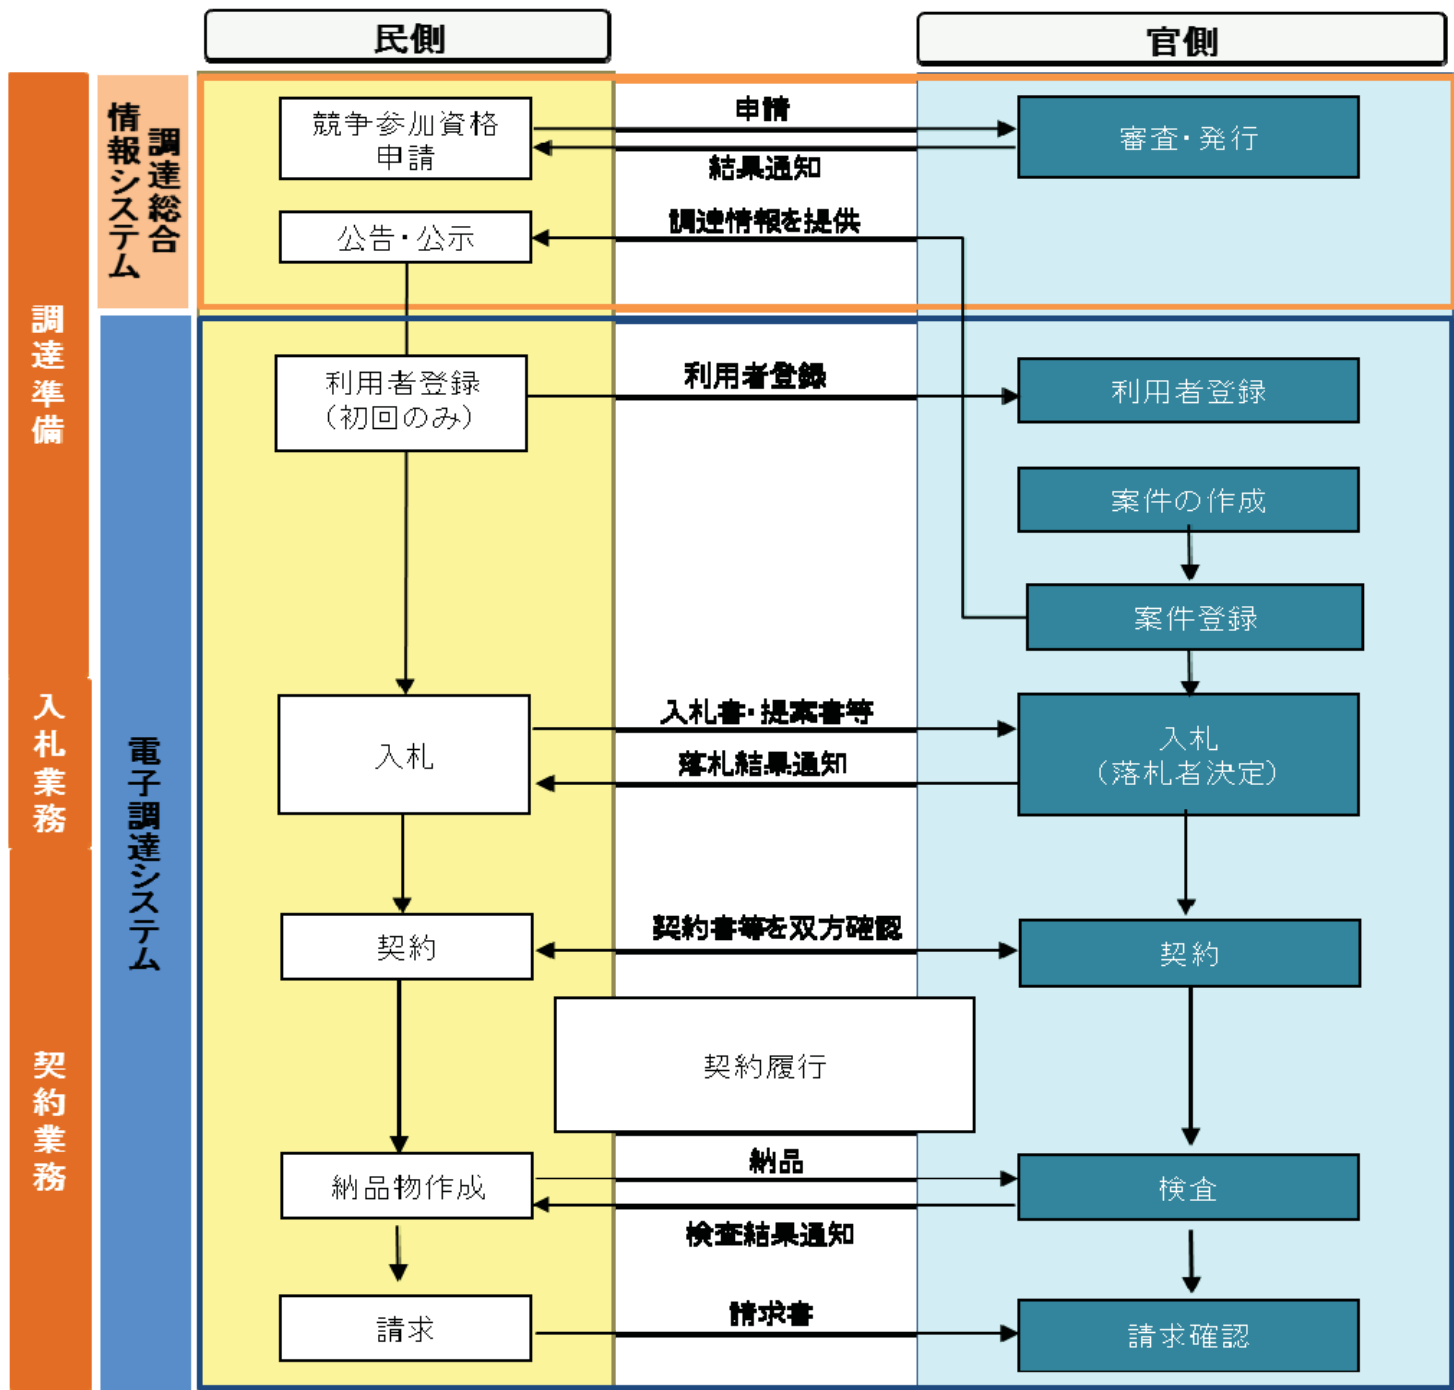 民側
官側
調達準備
入札業務
契約業務
調達総合
情報システム
電子調達システム
競争参加資格
申請
申請
結果通知
審査・発行
公告・公示
調達情報を提供
利用者登録
(初回のみ)
利用者登録
利用者登録
案件の作成
案件登録
入札
入札書・提案書等
落札結果通知
入札
(落札者決定)
契約
契約書等を双方確認
契約
契約履行
納品物作成
納品
検査結果通知
検査
請求
請求書
請求確認